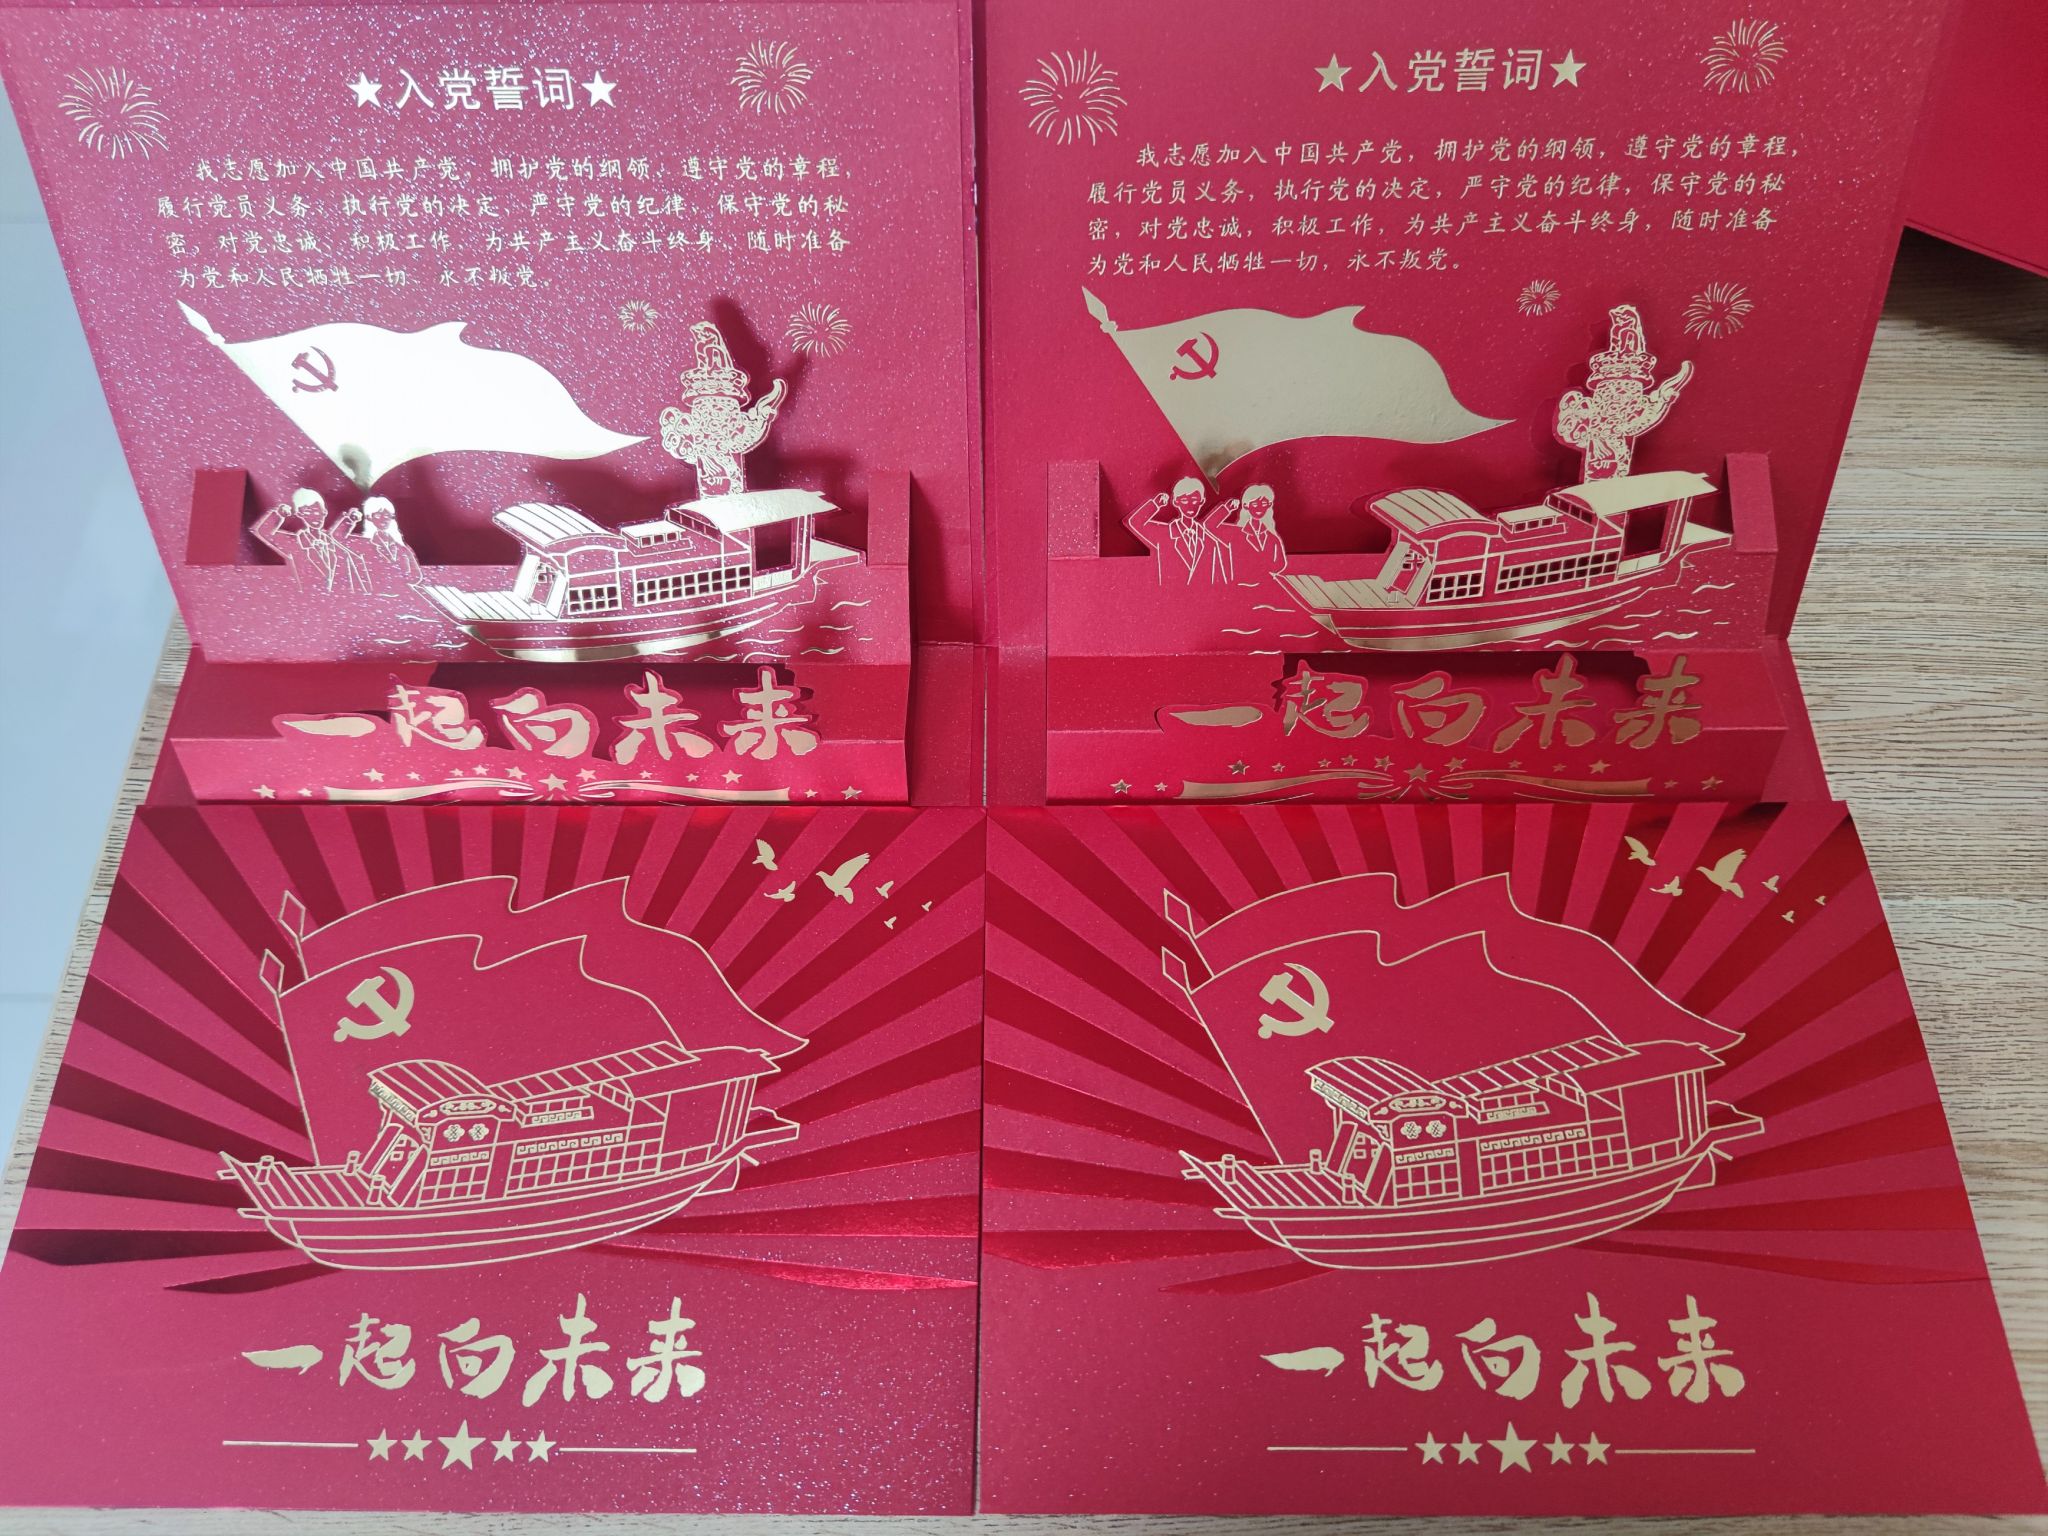 ★入党誓词★
我志愿加入中国共产党，拥护党的纲领，遵守党的章程，
履行党员义务，执行党的决定，严守党的纪律，保守党的秘
密，对党忠诚，积极工作，为共产主义奋斗终身，随时准备
为党和人民牺牲一切，永不叛党。
一起向未来
★入党誓词★
我志愿加入中国共产党，拥护党的纲领，遵守党的章程，
履行党员义务，执行党的决定，严守党的纪律，保守党的秘
密，对党忠诚，积极工作，为共产主义奋斗终身，随时准备
为党和人民牺牲一切，永不叛党。
一起向未来
一起向未来
一起向未来